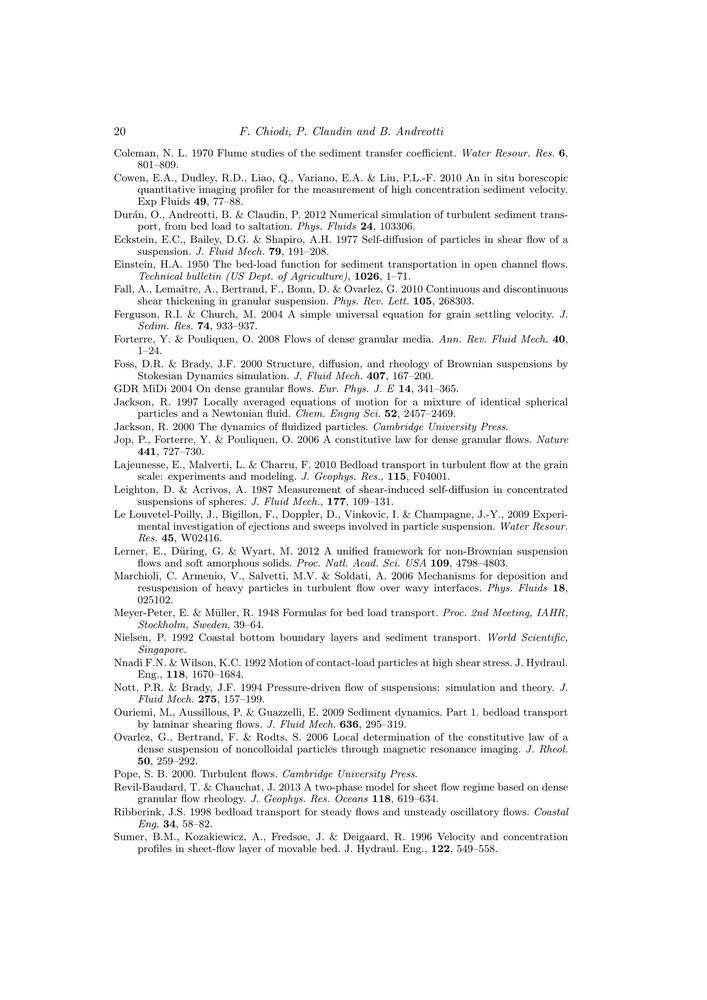 20 F. Chiodi, P. Claudin and B. Andreotti
Coleman, N. L. 1970 Flume studies of the sediment transfer coefficient. Water Resour. Res. 6,
801–809.
Cowen, E.A., Dudley, R.D., Liao, Q., Variano, E.A. & Liu, P.L.-F. 2010 An in situ borescopic
quantitative imaging profiler for the measurement of high concentration sediment velocity.
Exp Fluids 49, 77–88.
Durán, O., Andreotti, B. & Claudin, P. 2012 Numerical simulation of turbulent sediment trans-
port, from bed load to saltation. Phys. Fluids 24, 103306.
Eckstein, E.C., Bailey, D.G. & Shapiro, A.H. 1977 Self-diffusion of particles in shear flow of a
suspension. J. Fluid Mech. 79, 191–208.
Einstein, H.A. 1950 The bed-load function for sediment transportation in open channel flows.
Technical bulletin (US Dept. of Agriculture), 1026, 1–71.
Fall, A., Lemaitre, A., Bertrand, F., Bonn, D. & Ovarlez, G. 2010 Continuous and discontinuous
shear thickening in granular suspension. Phys. Rev. Lett. 105, 268303.
Ferguson, R.I. & Church, M. 2004 A simple universal equation for grain settling velocity. J.
Sedim. Res. 74, 933–937.
Forterre, Y. & Pouliquen, O. 2008 Flows of dense granular media. Ann. Rev. Fluid Mech. 40,
1–24.
Foss, D.R. & Brady, J.F. 2000 Structure, diffusion, and rheology of Brownian suspensions by
Stokesian Dynamics simulation. J. Fluid Mech. 407, 167–200.
GDR MiDi 2004 On dense granular flows. Eur. Phys. J. E 14, 341–365.
Jackson, R. 1997 Locally averaged equations of motion for a mixture of identical spherical
particles and a Newtonian fluid. Chem. Engng Sci. 52, 2457–2469.
Jackson, R. 2000 The dynamics of fluidized particles. Cambridge University Press.
Jop, P., Forterre, Y. & Pouliquen, O. 2006 A constitutive law for dense granular flows. Nature
441, 727–730.
Lajeunesse, E., Malverti, L. & Charru, F. 2010 Bedload transport in turbulent flow at the grain
scale: experiments and modeling. J. Geophys. Res., 115, F04001.
Leighton, D. & Acrivos, A. 1987 Measurement of shear-induced self-diffusion in concentrated
suspensions of spheres. J. Fluid Mech., 177, 109–131.
Le Louvetel-Poilly, J., Bigillon, F., Doppler, D., Vinkovic, I. & Champagne, J.-Y., 2009 Experi-
mental investigation of ejections and sweeps involved in particle suspension. Water Resour.
Res. 45, W02416.
Lerner, E., Düring, G. & Wyart, M. 2012 A unified framework for non-Brownian suspension
flows and soft amorphous solids. Proc. Natl. Acad. Sci. USA 109, 4798–4803.
Marchioli, C. Armenio, V., Salvetti, M.V. & Soldati, A. 2006 Mechanisms for deposition and
resuspension of heavy particles in turbulent flow over wavy interfaces. Phys. Fluids 18,
025102.
Meyer-Peter, E. & Müller, R. 1948 Formulas for bed load transport. Proc. 2nd Meeting, IAHR,
Stockholm, Sweden, 39–64.
Nielsen, P. 1992 Coastal bottom boundary layers and sediment transport. World Scientific,
Singapore.
Nnadi F.N. & Wilson, K.C. 1992 Motion of contact-load particles at high shear stress. J. Hydraul.
Eng., 118, 1670–1684.
Nott, P.R. & Brady, J.F. 1994 Pressure-driven flow of suspensions: simulation and theory. J.
Fluid Mech. 275, 157–199.
Ouriemi, M., Aussillous, P. & Guazzelli, E. 2009 Sediment dynamics. Part 1. bedload transport
by laminar shearing flows. J. Fluid Mech. 636, 295–319.
Ovarlez, G., Bertrand, F. & Rodts, S. 2006 Local determination of the constitutive law of a
dense suspension of noncolloidal particles through magnetic resonance imaging. J. Rheol.
50, 259–292.
Pope, S. B. 2000. Turbulent flows. Cambridge University Press.
Revil-Baudard, T. & Chauchat, J. 2013 A two-phase model for sheet flow regime based on dense
granular flow rheology. J. Geophys. Res. Oceans 118, 619–634.
Ribberink, J.S. 1998 bedload transport for steady flows and unsteady oscillatory flows. Coastal
Eng. 34, 58–82.
Sumer, B.M., Kozakiewicz, A., Fredsøe, J. & Deigaard, R. 1996 Velocity and concentration
profiles in sheet-flow layer of movable bed. J. Hydraul. Eng., 122, 549–558.